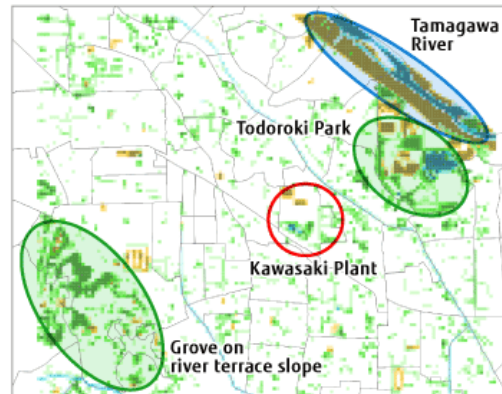 Tamagawa
River
Todoroki Park
Kawasaki Plant
Grove on
river terrace slope